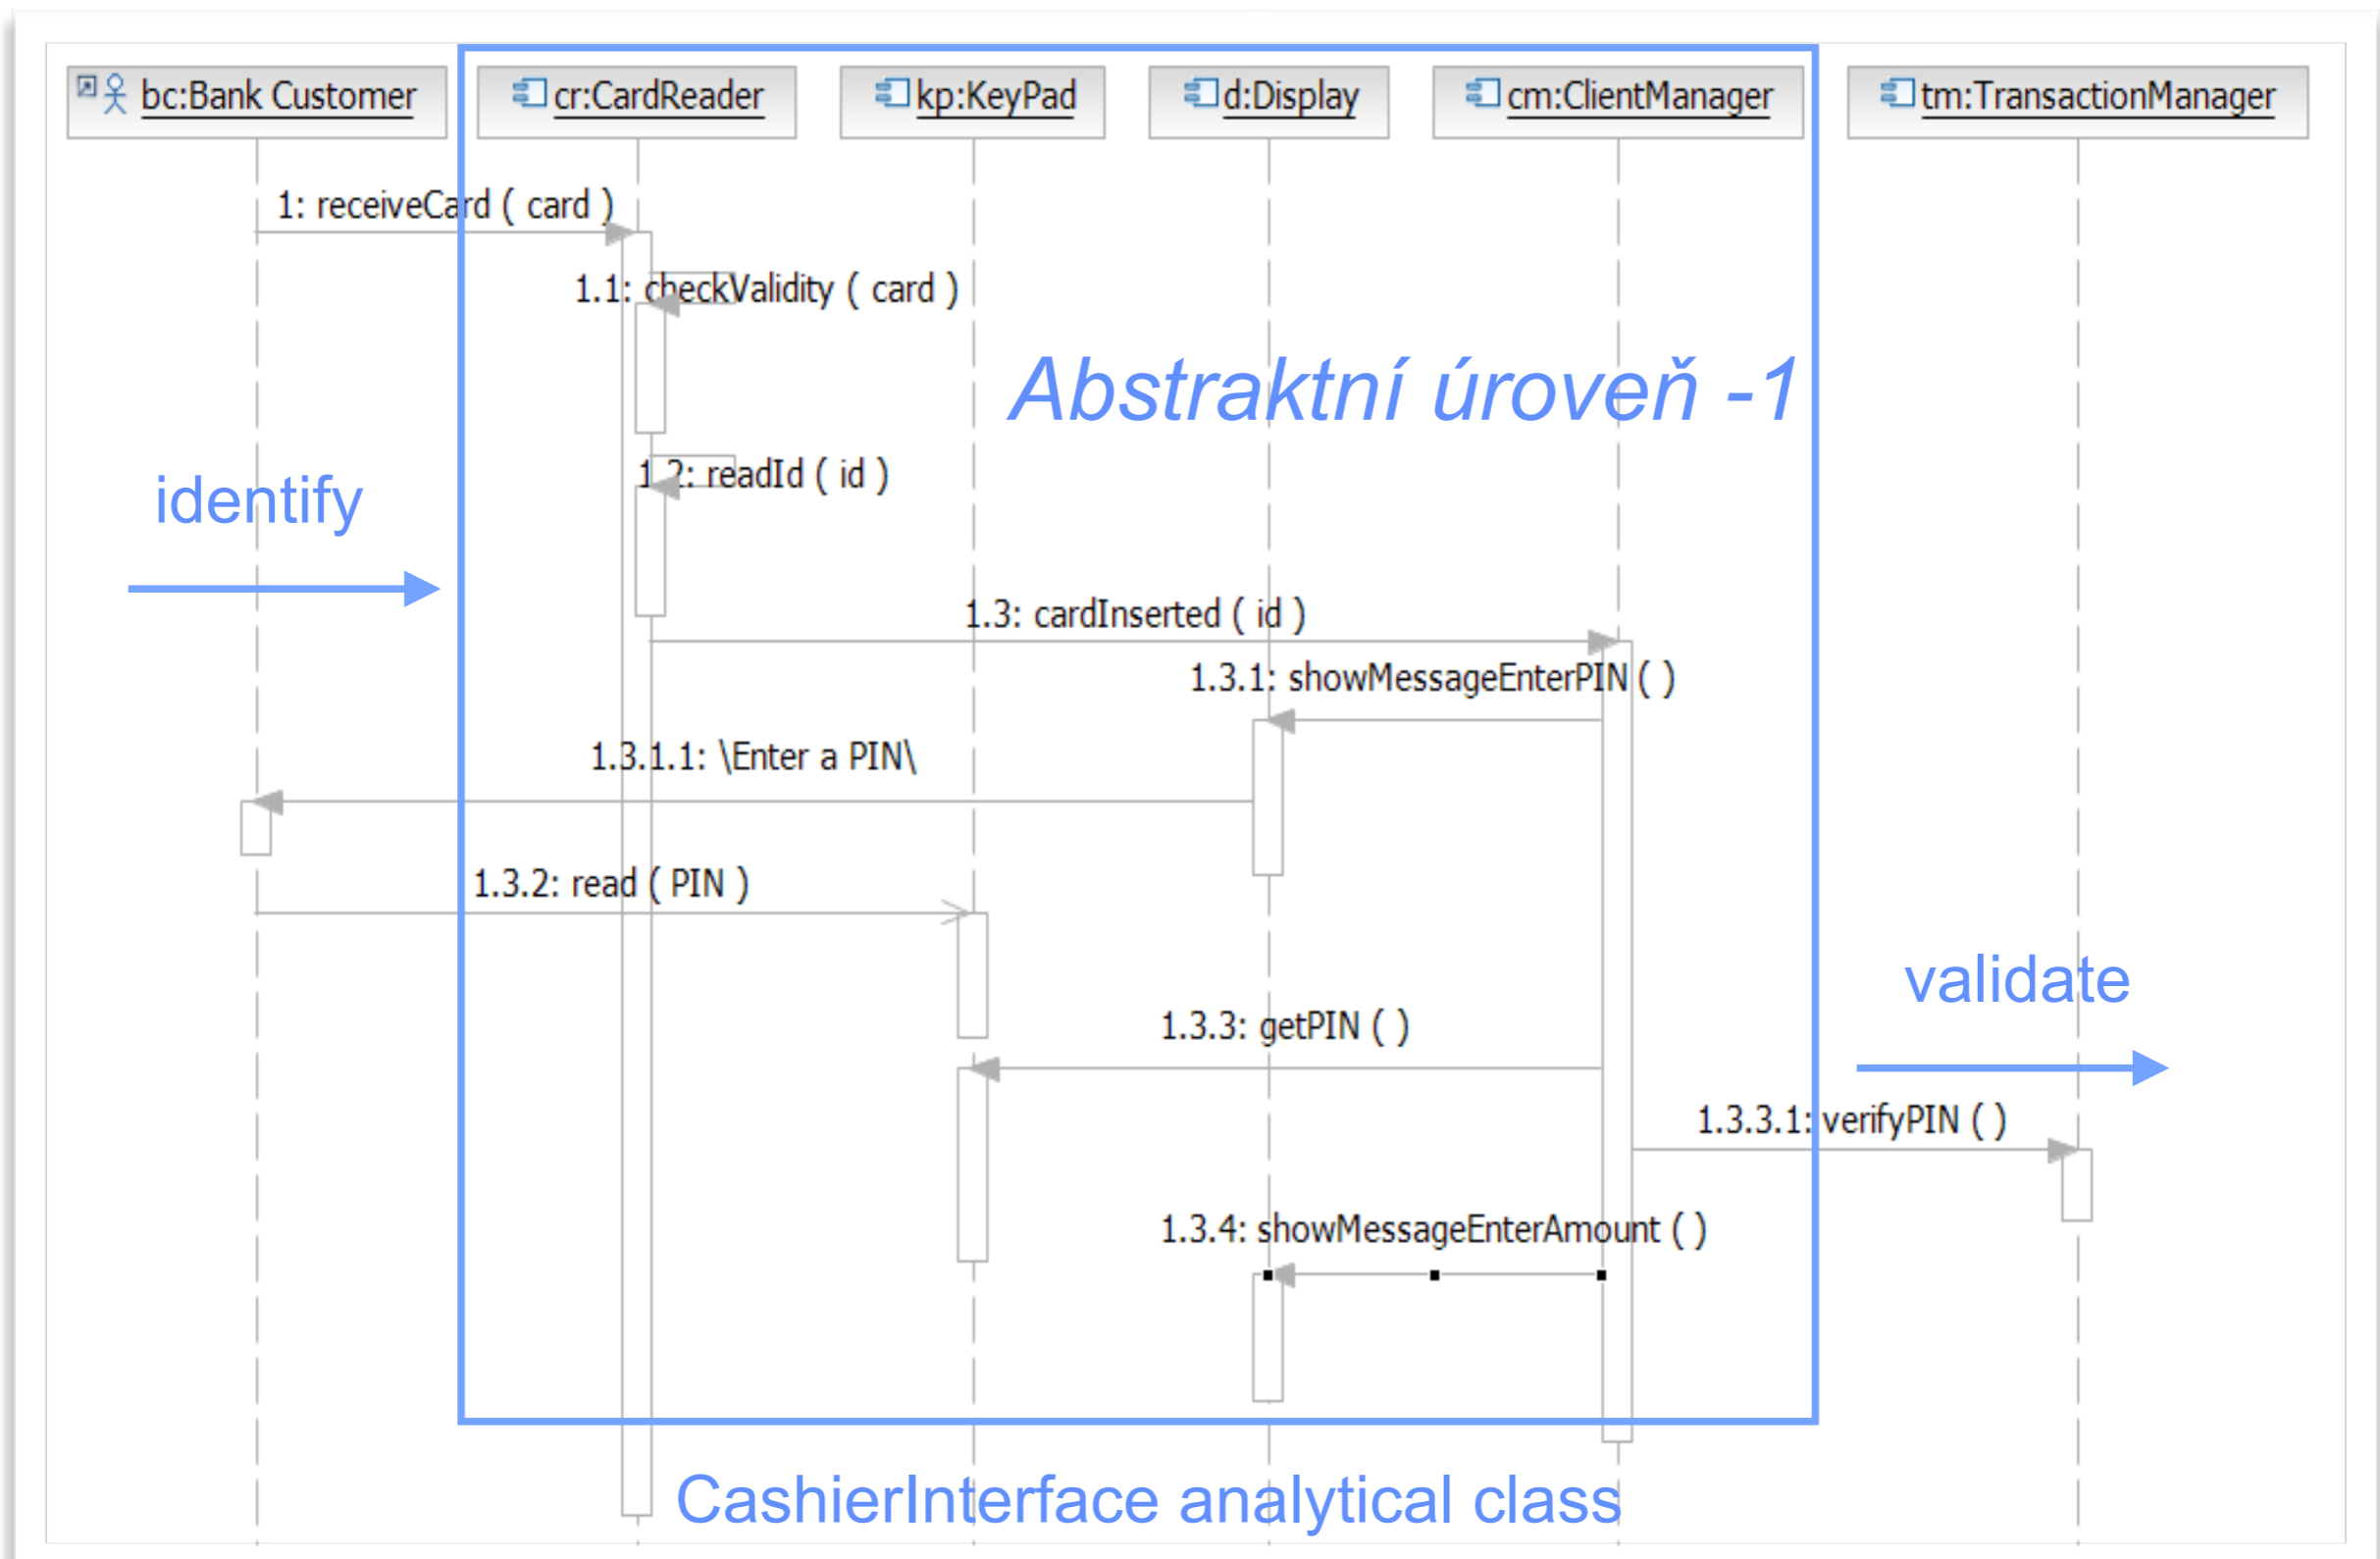 bc:Bank Customer
cr:CardReader
kp:KeyPad
d:Display
cm:ClientManager
tm:TransactionManager
1: receiveCard ( card )
1.1: checkValidity ( card )
Abstraktní úroveň -1
1.2: readId ( id )
identify
1.3: cardInserted ( id )
1.3.1: showMessageEnterPIN ( )
1.3.1.1: \Enter a PIN\
1.3.2: read ( PIN )
validate
1.3.3: getPIN ( )
1.3.3.1: verifyPIN ( )
1.3.4: showMessageEnterAmount ( )
CashierInterface analytical class